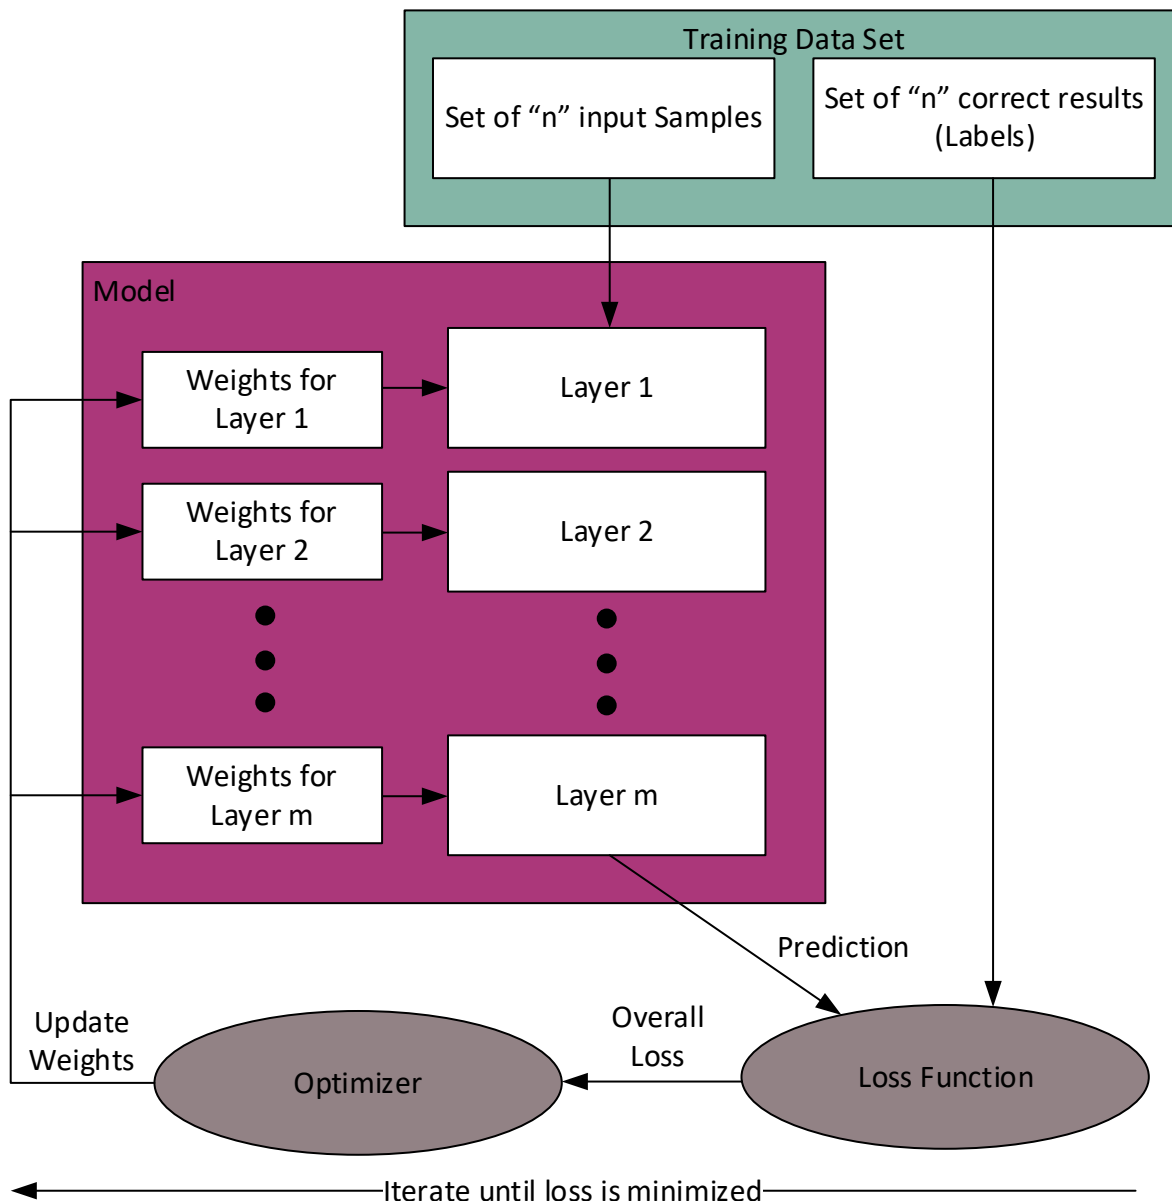 Training Data Set
Set of “n” input Samples
Set of “n” correct results
(Labels)
Model
Weights for
Layer 1
Layer 1
Weights for
Layer 2
Layer 2
Weights for
Layer m
Layer m
Prediction
Update
Weights
Optimizer
Overall
Loss
Loss Function
Iterate until loss is minimized